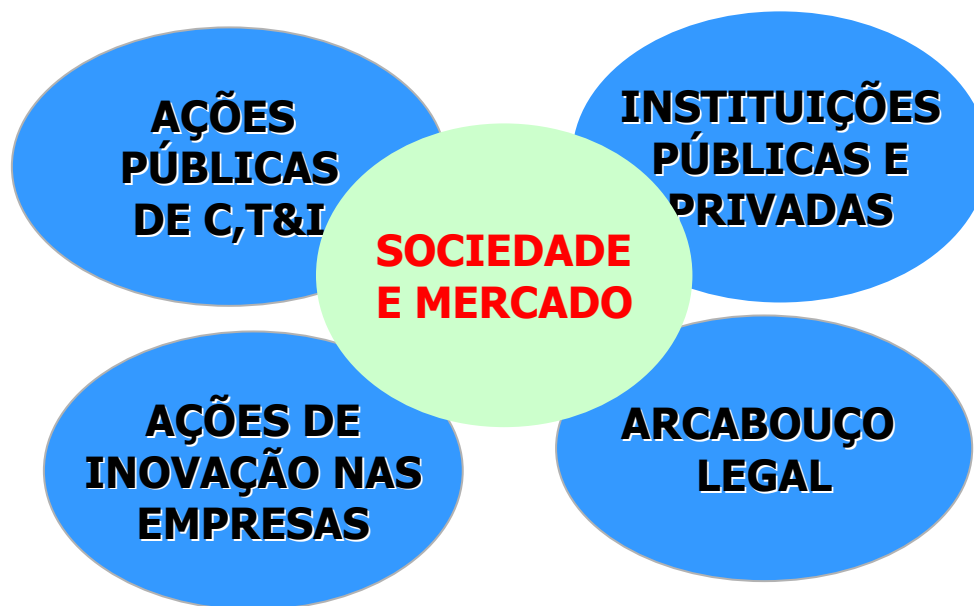 AÇÕES
PÚBLICAS
DE C,T&I
INSTITUIÇÕES
PÚBLICAS E
PRIVADAS
SOCIEDADE
E MERCADO
AÇÕES DE
INOVAÇÃO NAS
EMPRESAS
ARCABOUÇO
LEGAL